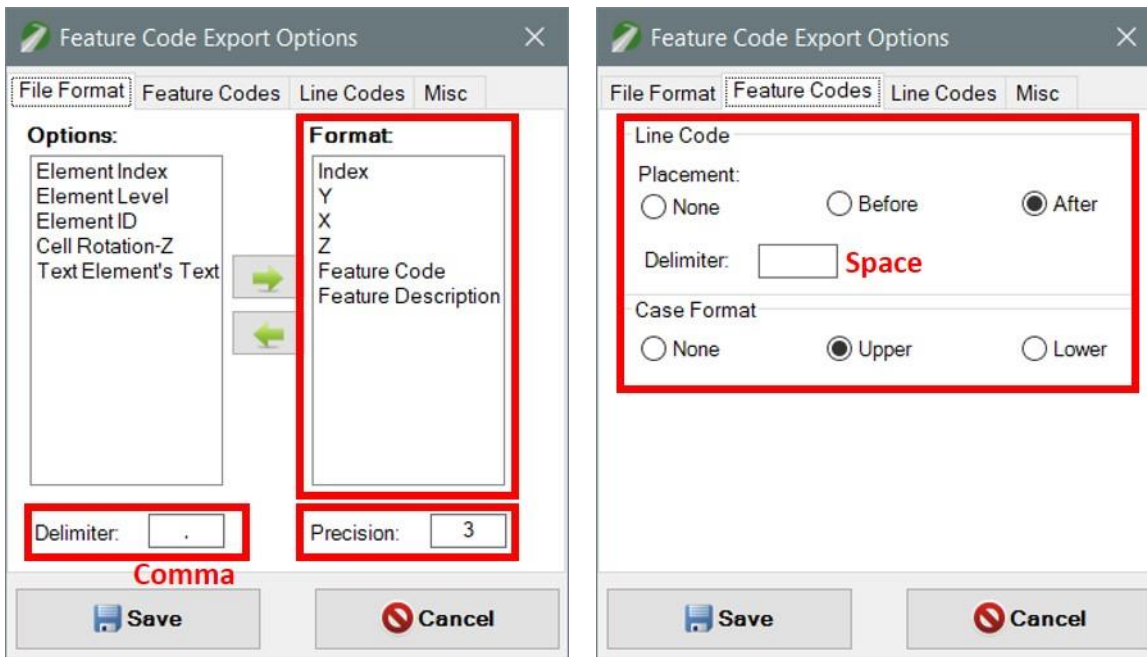 Feature Code Export Options
File Format Feature Codes Line Codes Misc
Options:
Element Index
Element Level
Element ID
Cell Rotation-Z
Text Element's Text
Format:
Index
Y
X
Z
Feature Code
Feature Description
Delimiter: ,
Comma
Precision: 3
Save Cancel
Feature Code Export Options
File Format Feature Codes Line Codes Misc
Line Code
Placement:
None Before After
Delimiter: Space
Case Format
None Upper Lower
Save Cancel